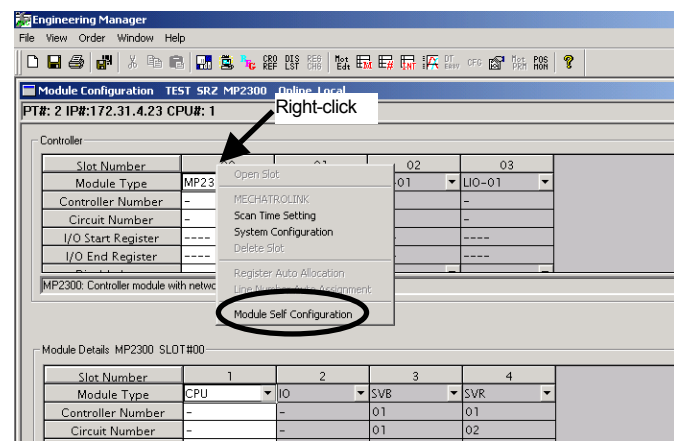 Engineering Manager
File View Order Window Help
CRO REF DIS LST REG CHG Mot Edt DT Easy CFG Mot PRM POS MON
Module Configuration TEST SRZ MP2300 Online Local
PT#: 2 IP#:172.31.4.23 CPU#: 1
Right-click
Controller
Slot Number 00 01 02 03
Module Type MP23 -01 LIO-01
Controller Number - -
Circuit Number - -
I/O Start Register ---- ----
I/O End Register ---- ----
Open Slot
MECHATROLINK
Scan Time Setting
System Configuration
Delete Slot
Register Auto Allocation
Line Number Auto Assignment
Module Self Configuration
MP2300: Controller module with netwo
Module Details MP2300 SLOT#00
Slot Number 1 2 3 4
Module Type CPU IO SVB SVR
Controller Number - - 01 01
Circuit Number - - 01 02